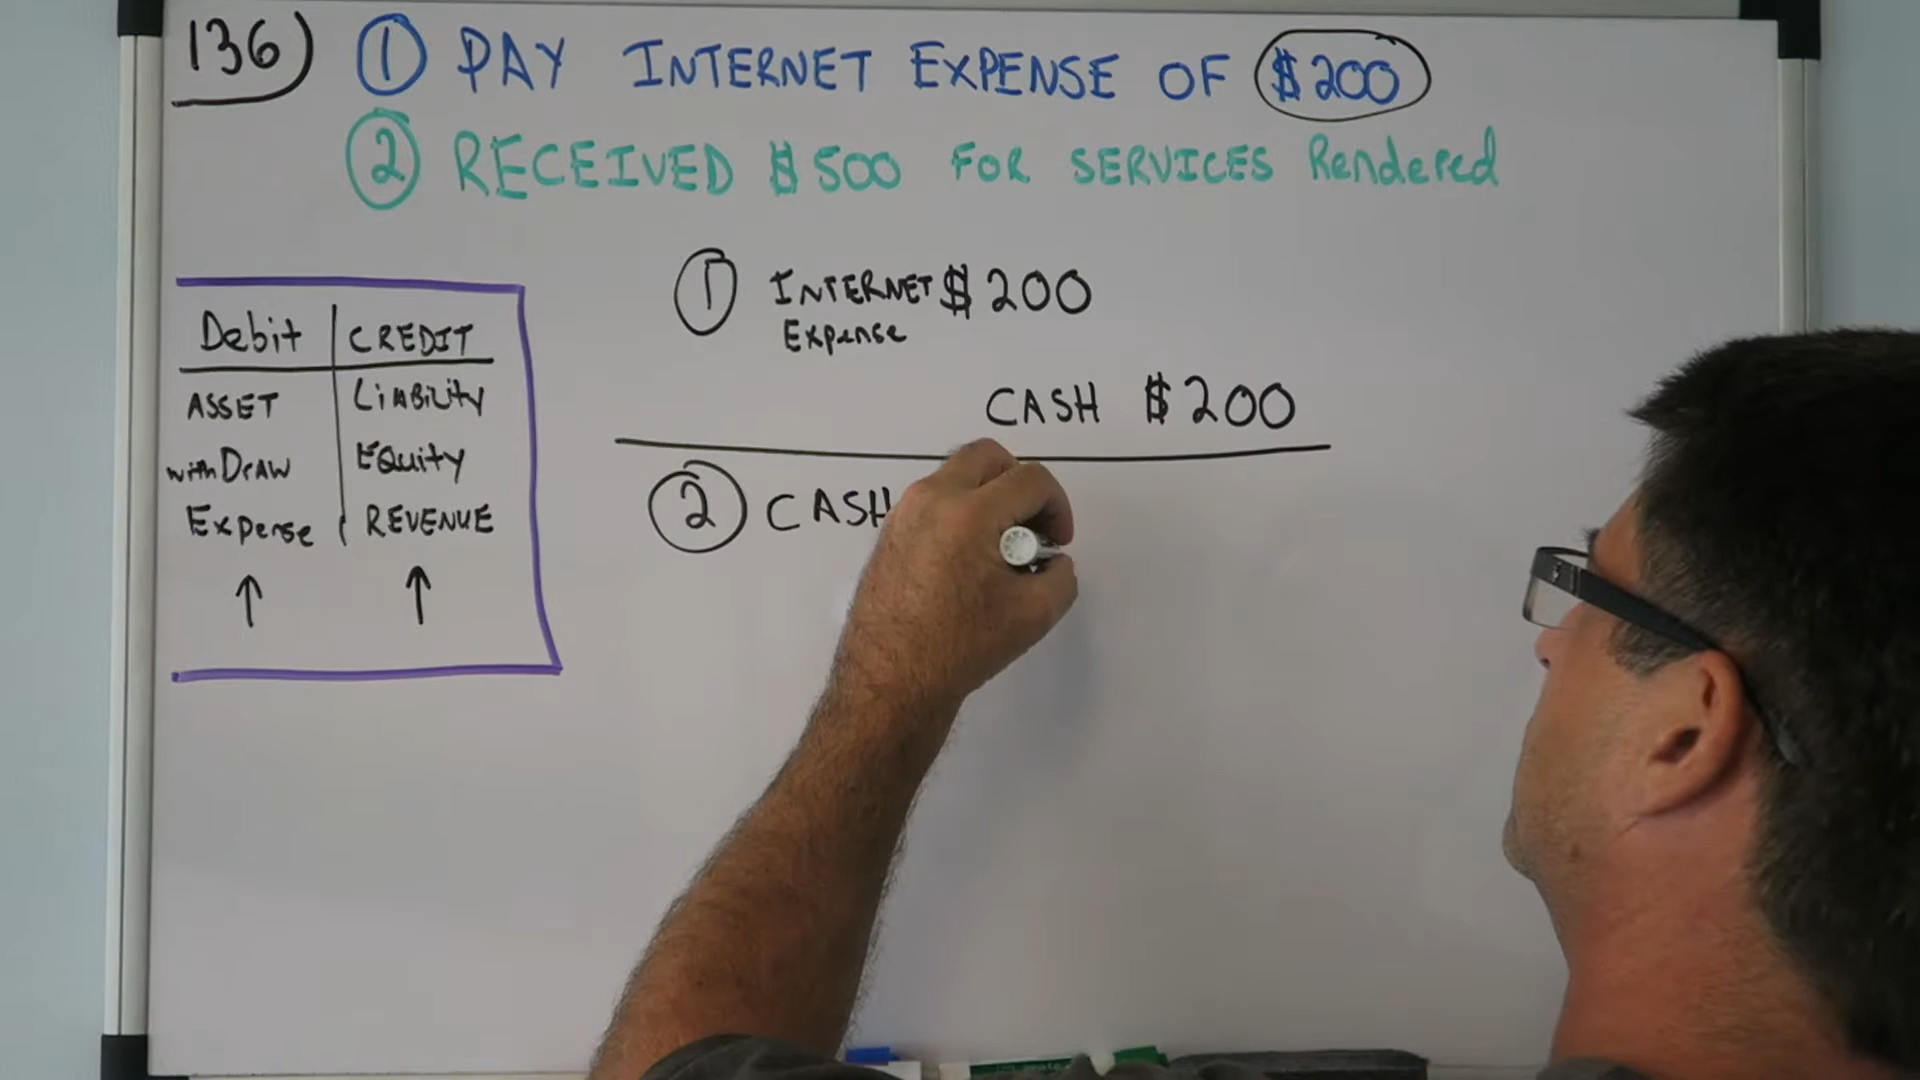 136) ① PAY INTERNET EXPENSE OF $200
② RECEIVED $500 FOR SERVICES Rendered
Debit CREDIT
ASSET LiABiLity
withDrAW EQuity
Expense REVENUE
↑ ↑
① INTERNET $200
Expense
CASH $200
② CASH